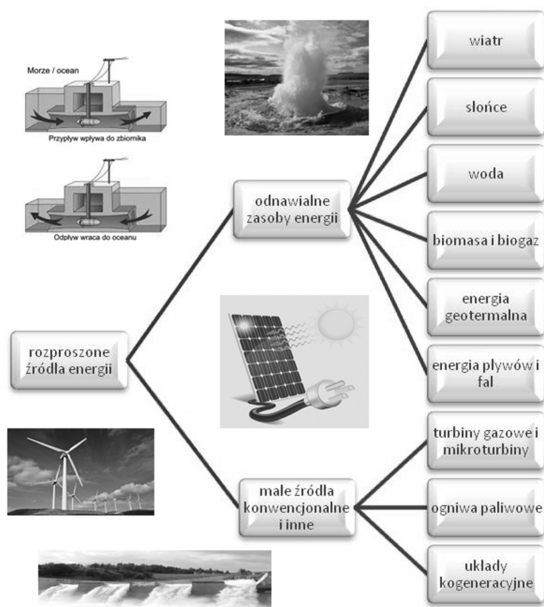 Morze / ocean
Przypływ wpływa do zbiornika
Odpływ wraca do oceanu
rozproszone
źródła energii
odnawialne
zasoby energii
wiatr
słońce
woda
biomasa i biogaz
energia
geotermalna
energia pływów i
fal
małe źródła
konwencjonalne
i inne
turbiny gazowe i
mikroturbiny
ogniwa paliwowe
układy
kogeneracyjne